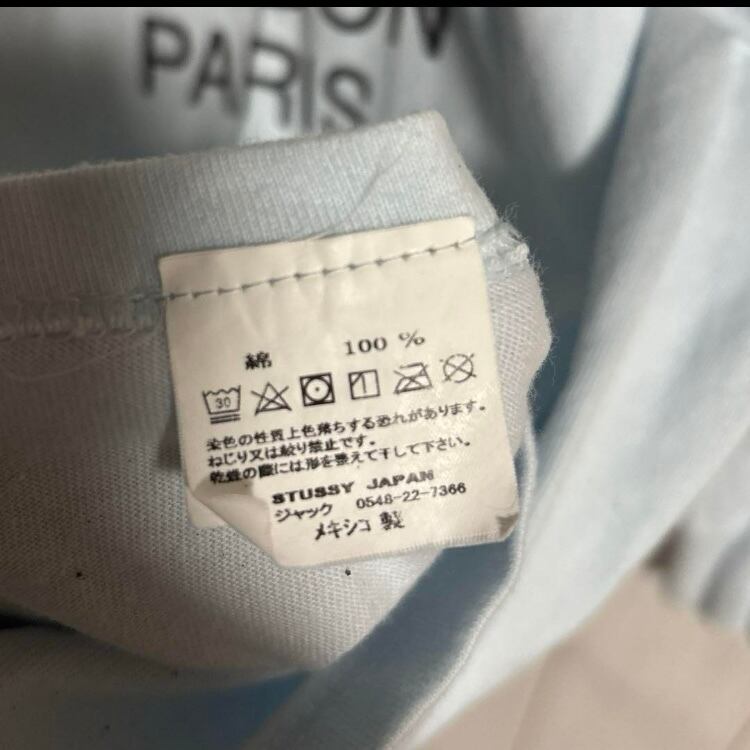 ON
PARIS
綿 100 %
30
染色の性質上色落ちする恐れがあります。
ねじり又は絞り禁止です。
乾燥の際には形を整えて干して下さい。
STUSSY JAPAN
ジャック 0548-22-7366
メキシコ 製